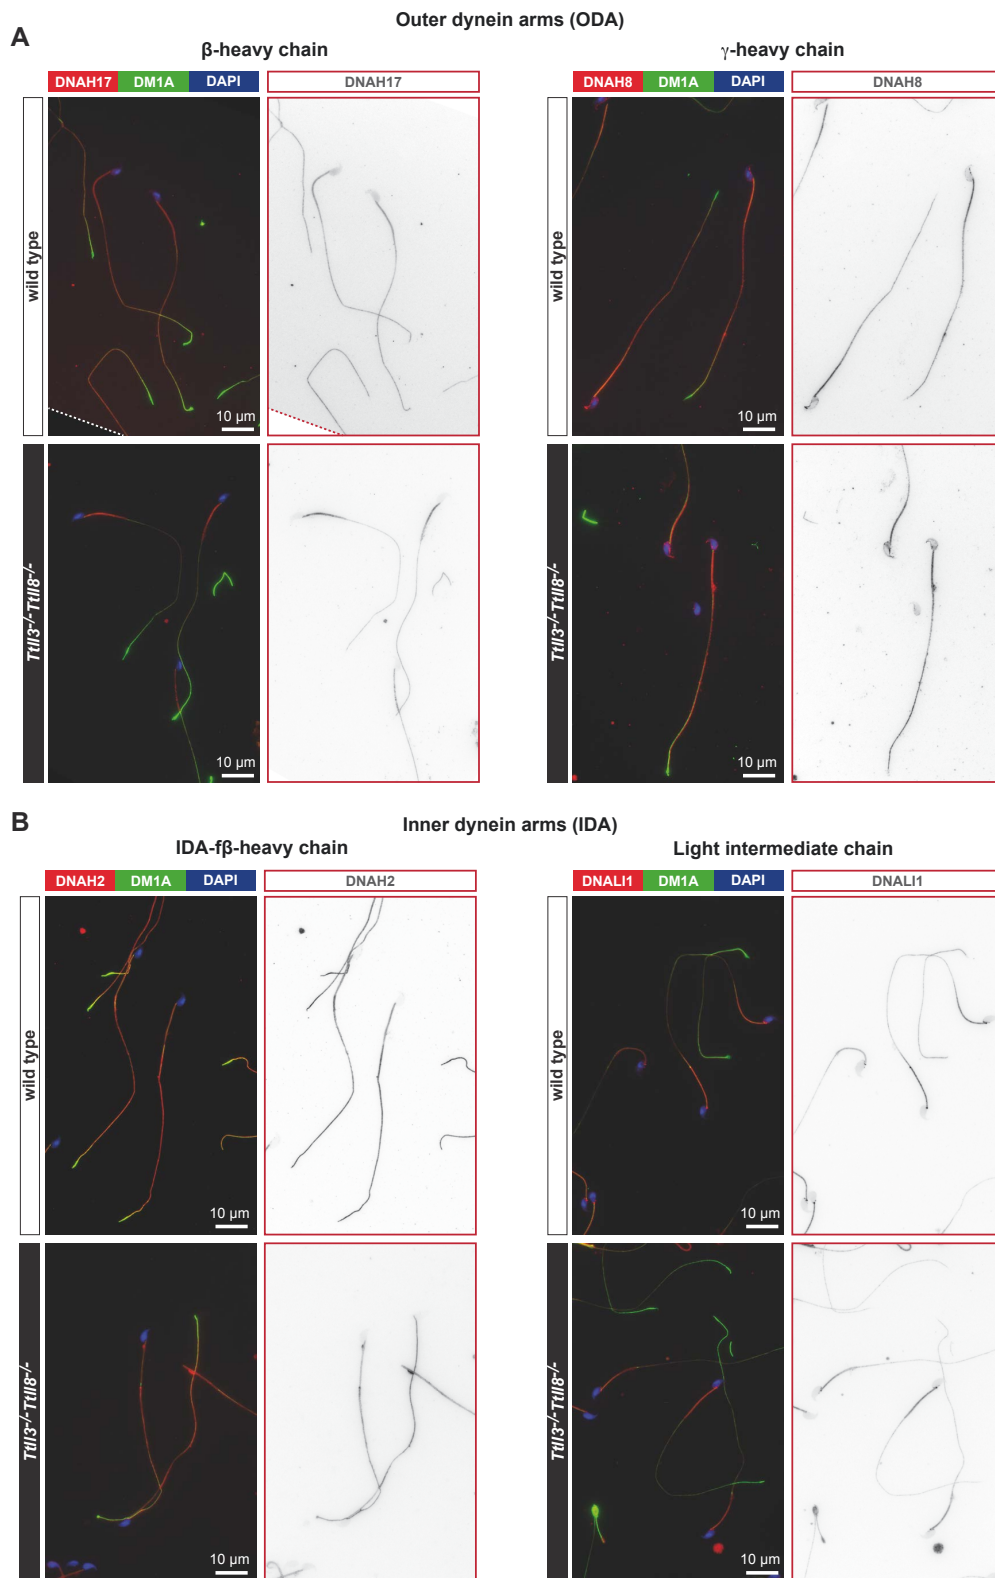 A
Outer dynein arms (ODA)
β-heavy chain
γ-heavy chain
DNAH17 DM1A DAPI DNAH17
DNAH8 DM1A DAPI DNAH8
wild type
10 µm
wild type
10 µm
Ttll3-/-Ttll8-/-
10 µm
Ttll3-/-Ttll8-/-
10 µm
B
Inner dynein arms (IDA)
IDA-fβ-heavy chain
Light intermediate chain
DNAH2 DM1A DAPI DNAH2
DNALI1 DM1A DAPI DNALI1
wild type
10 µm
wild type
10 µm
Ttll3-/-Ttll8-/-
10 µm
Ttll3-/-Ttll8-/-
10 µm